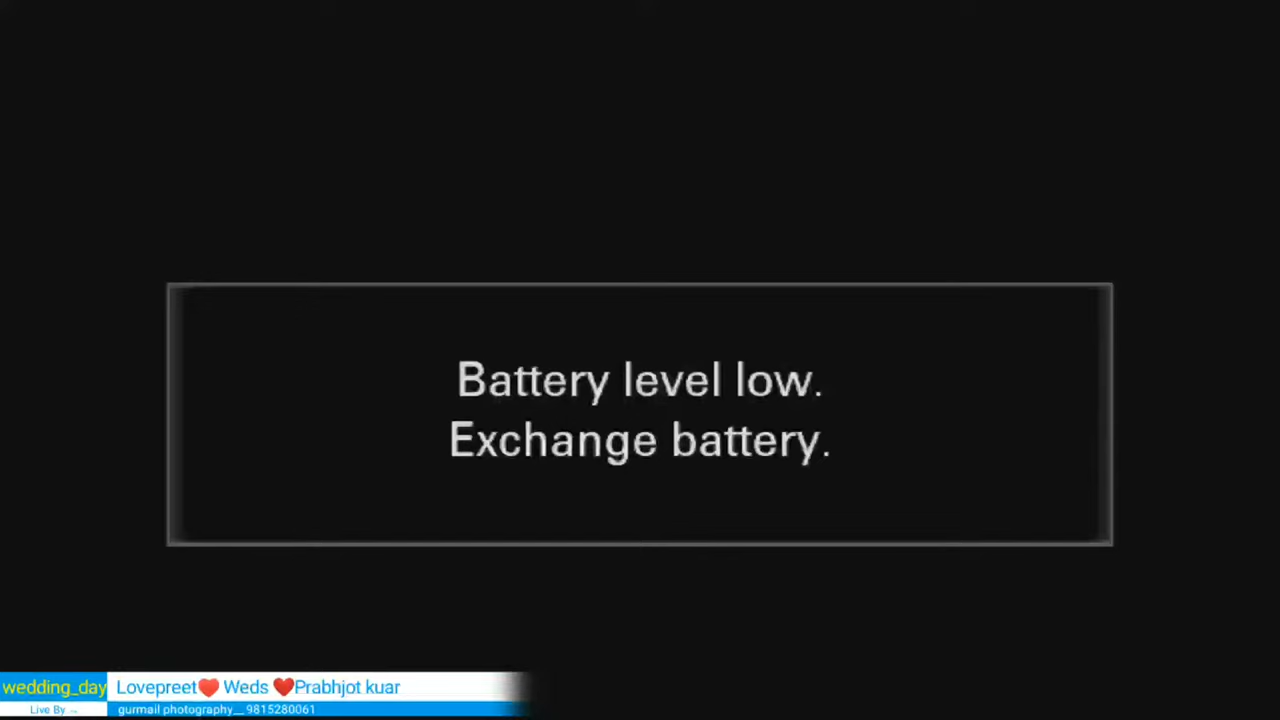 Battery level low.
Exchange battery.
wedding_day Lovepreet❤️ Weds ❤️Prabhjot kuar
Live By gurmail photography__9815280061